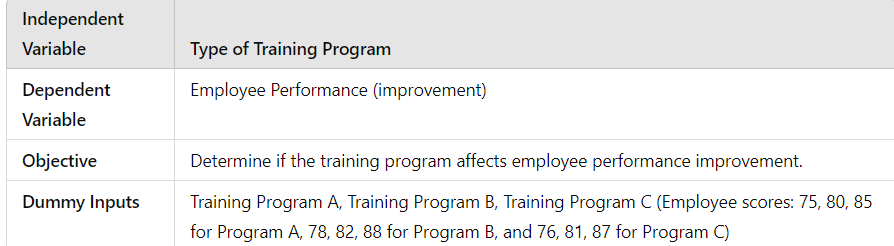 Independent
Variable
Type of Training Program
Dependent
Variable
Employee Performance (improvement)
Objective
Determine if the training program affects employee performance improvement.
Dummy Inputs
Training Program A, Training Program B, Training Program C (Employee scores: 75, 80, 85
for Program A, 78, 82, 88 for Program B, and 76, 81, 87 for Program C)